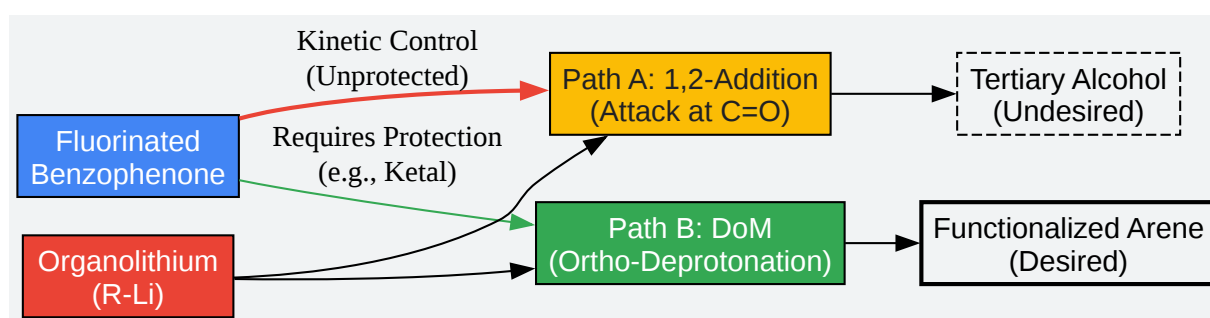 Kinetic Control
(Unprotected)
Path A: 1,2-Addition
(Attack at C=O)
Tertiary Alcohol
(Undesired)
Fluorinated
Benzophenone
Requires Protection
(e.g., Ketal)
Organolithium
(R-Li)
Path B: DoM
(Ortho-Deprotonation)
Functionalized Arene
(Desired)